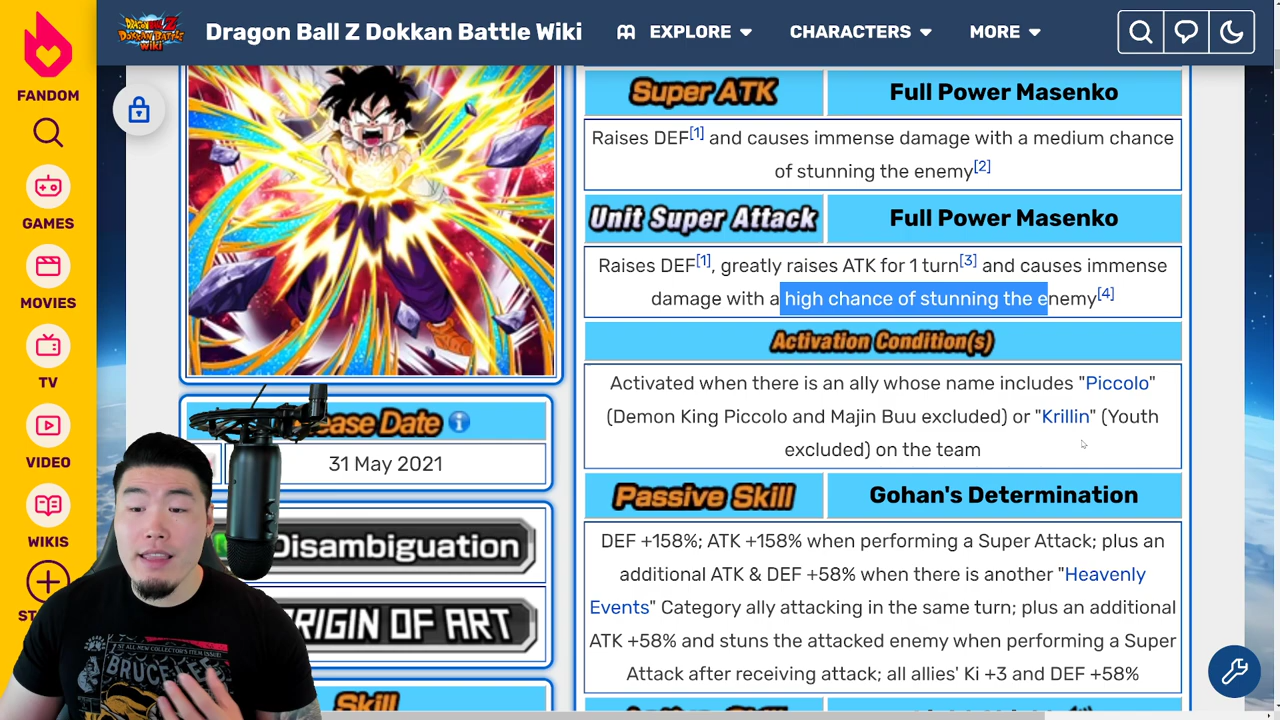 Dragon Ball Z Dokkan Battle Wiki
EXPLORE
CHARACTERS
MORE
FANDOM
GAMES
MOVIES
TV
VIDEO
WIKIS
Super ATK
Full Power Masenko
Raises DEF[1] and causes immense damage with a medium chance
of stunning the enemy[2]
Unit Super Attack
Full Power Masenko
Raises DEF[1], greatly raises ATK for 1 turn[3] and causes immense
damage with a high chance of stunning the enemy[4]
Activation Condition(s)
Activated when there is an ally whose name includes "Piccolo"
(Demon King Piccolo and Majin Buu excluded) or "Krillin" (Youth
excluded) on the team
Passive Skill
Gohan's Determination
DEF +158%; ATK +158% when performing a Super Attack; plus an
additional ATK & DEF +58% when there is another "Heavenly
Events" Category ally attacking in the same turn; plus an additional
ATK +58% and stuns the attacked enemy when performing a Super
Attack after receiving attack; all allies' Ki +3 and DEF +58%
Date
31 May 2021
Disambiguation
ORIGIN OF ART
Skill
BRUCE